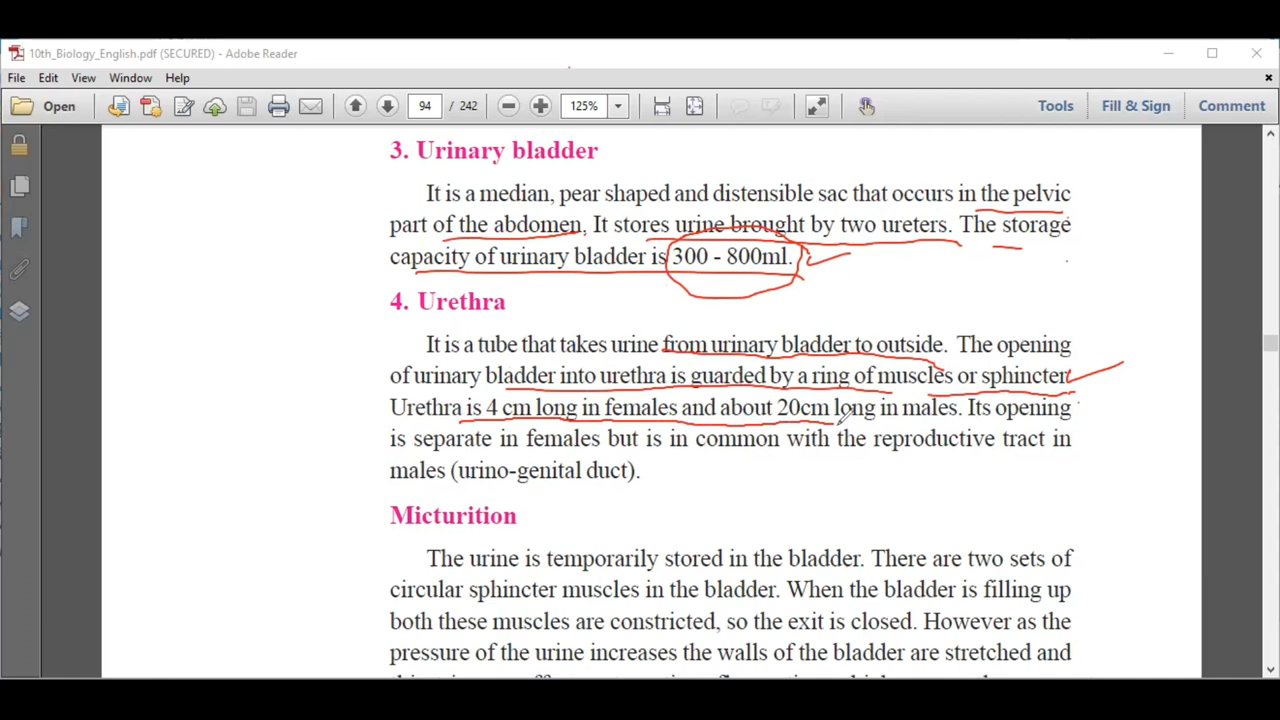 10th_Biology_English.pdf (SECURED) - Adobe Reader
File Edit View Window Help
Open 94 / 242 125% Tools Fill & Sign Comment
3. Urinary bladder
It is a median, pear shaped and distensible sac that occurs in the pelvic
part of the abdomen, It stores urine brought by two ureters. The storage
capacity of urinary bladder is 300 - 800ml.
4. Urethra
It is a tube that takes urine from urinary bladder to outside. The opening
of urinary bladder into urethra is guarded by a ring of muscles or sphincter
Urethra is 4 cm long in females and about 20cm long in males. Its opening
is separate in females but is in common with the reproductive tract in
males (urino-genital duct).
Micturition
The urine is temporarily stored in the bladder. There are two sets of
circular sphincter muscles in the bladder. When the bladder is filling up
both these muscles are constricted, so the exit is closed. However as the
pressure of the urine increases the walls of the bladder are stretched and